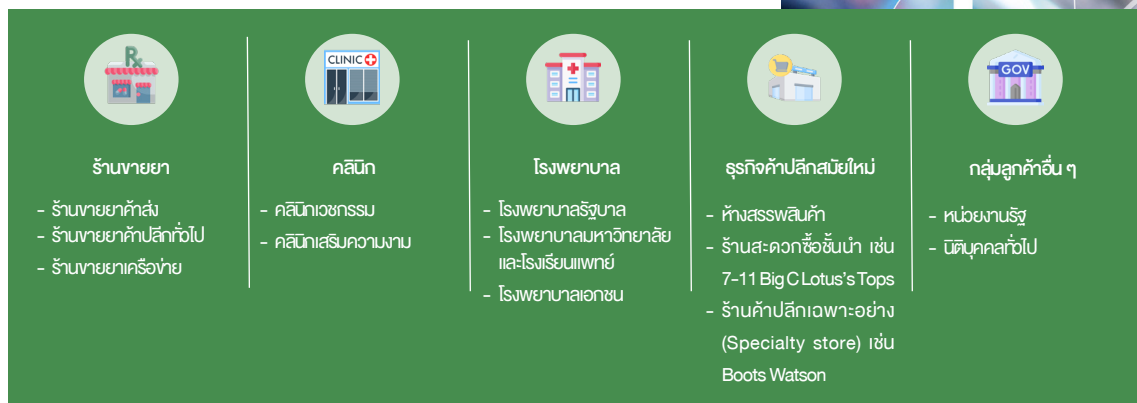 Rx
ร้านขายยา
- ร้านขายยาค้าส่ง
- ร้านขายยาค้าปลีกทั่วไป
- ร้านขายยาเครือข่าย
CLINIC
คลินิก
- คลินิกเวชกรรม
- คลินิกเสริมความงาม
โรงพยาบาล
- โรงพยาบาลรัฐบาล
- โรงพยาบาลมหาวิทยาลัย
และโรงเรียนแพทย์
- โรงพยาบาลเอกชน
ธุรกิจค้าปลีกสมัยใหม่
- ห้างสรรพสินค้า
- ร้านสะดวกซื้อชั้นนำ เช่น
7-11 Big C Lotus's Tops
- ร้านค้าปลีกเฉพาะอย่าง
(Specialty store) เช่น
Boots Watson
GOV
กลุ่มลูกค้าอื่น ๆ
- หน่วยงานรัฐ
- นิติบุคคลทั่วไป